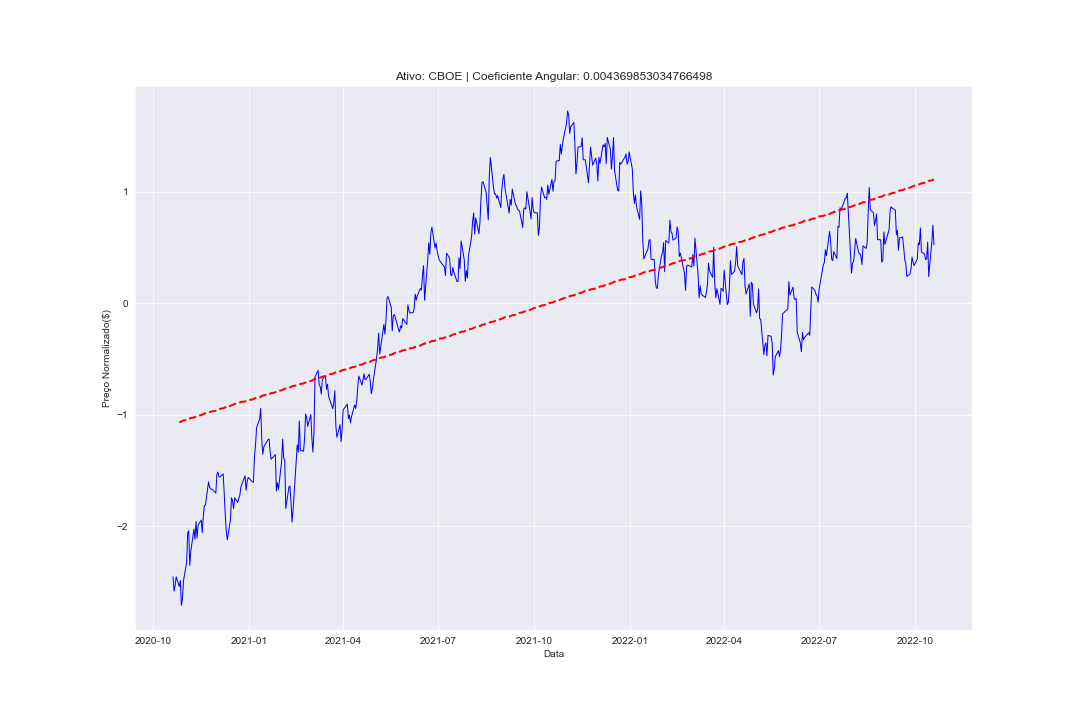 Ativo: CBOE | Coeficiente Angular: 0.004369853034766498
Preço Normalizado($)
1
0
−1
−2
2020-10 2021-01 2021-04 2021-07 2021-10 2022-01 2022-04 2022-07 2022-10
Data